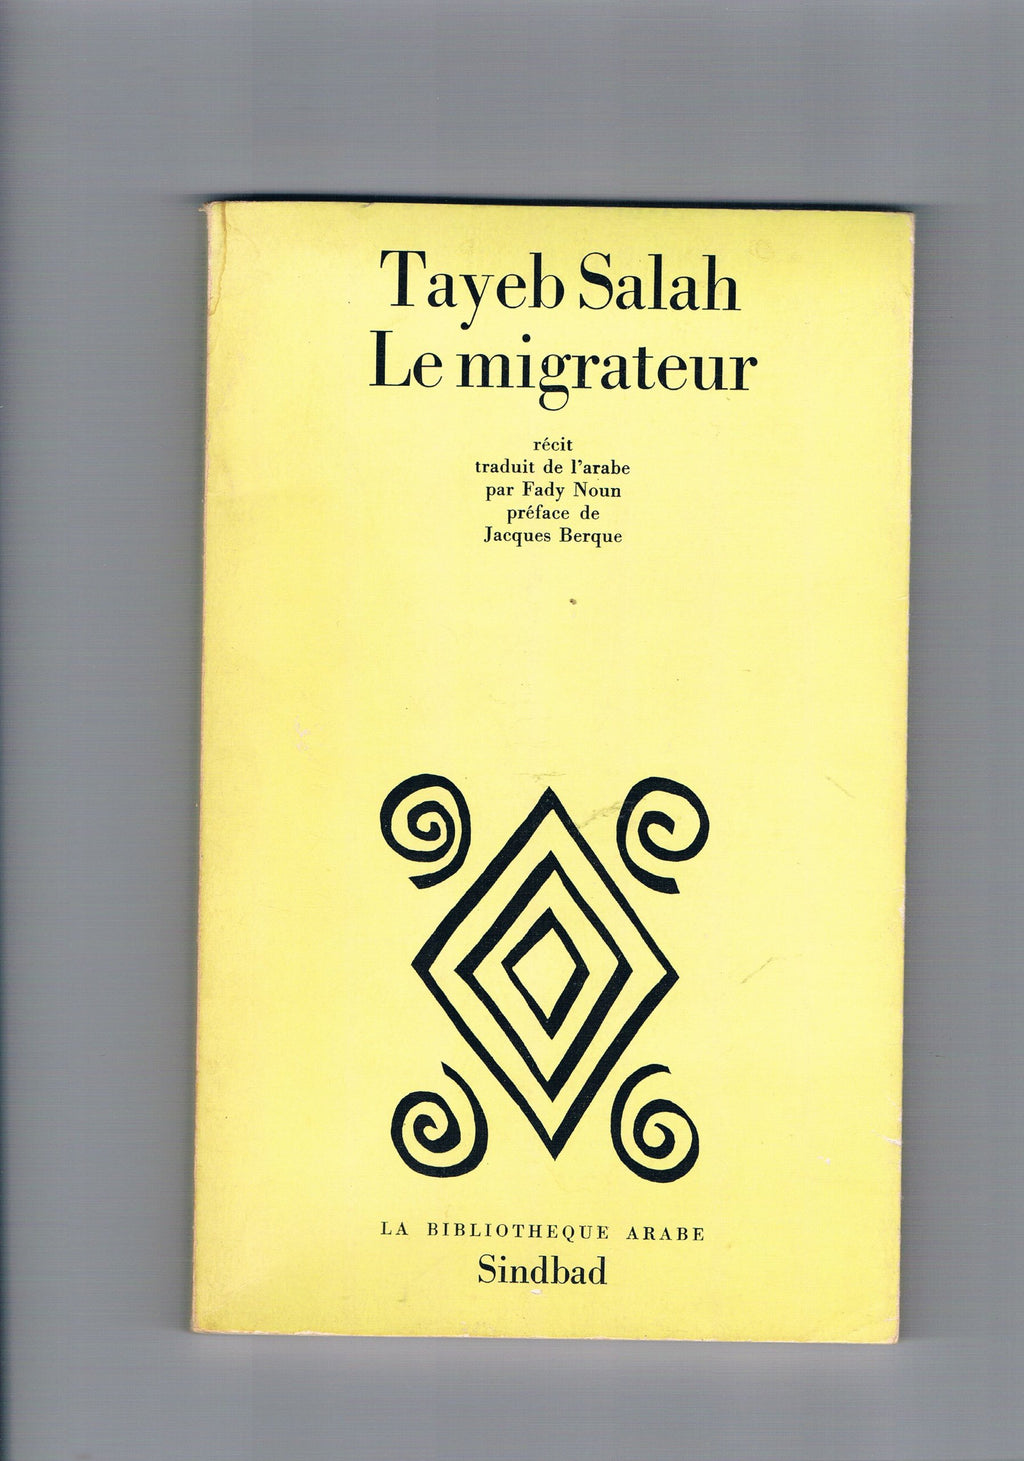 Tayeb Salah
Le migrateur
récit
traduit de l'arabe
par Fady Noun
préface de
Jacques Berque
LA BIBLIOTHEQUE ARABE
Sindbad